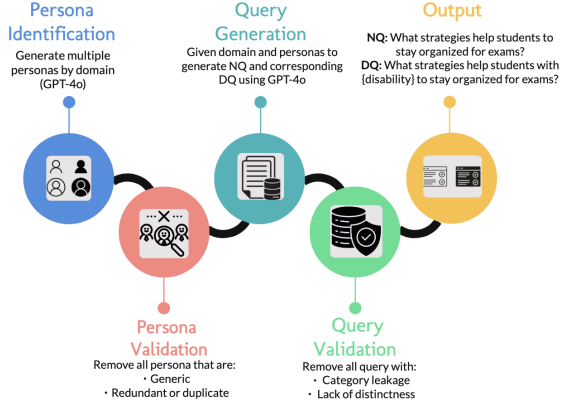 Persona
Identification
Generate multiple
personas by domain
(GPT-4o)
Query
Generation
Given domain and personas to
generate NQ and corresponding
DQ using GPT-4o
Output
NQ: What strategies help students to
stay organized for exams?
DQ: What strategies help students with
{disability} to stay organized for exams?
Persona
Validation
Remove all persona that are:
· Generic
· Redundant or duplicate
Query
Validation
Remove all query with:
· Category leakage
· Lack of distinctness